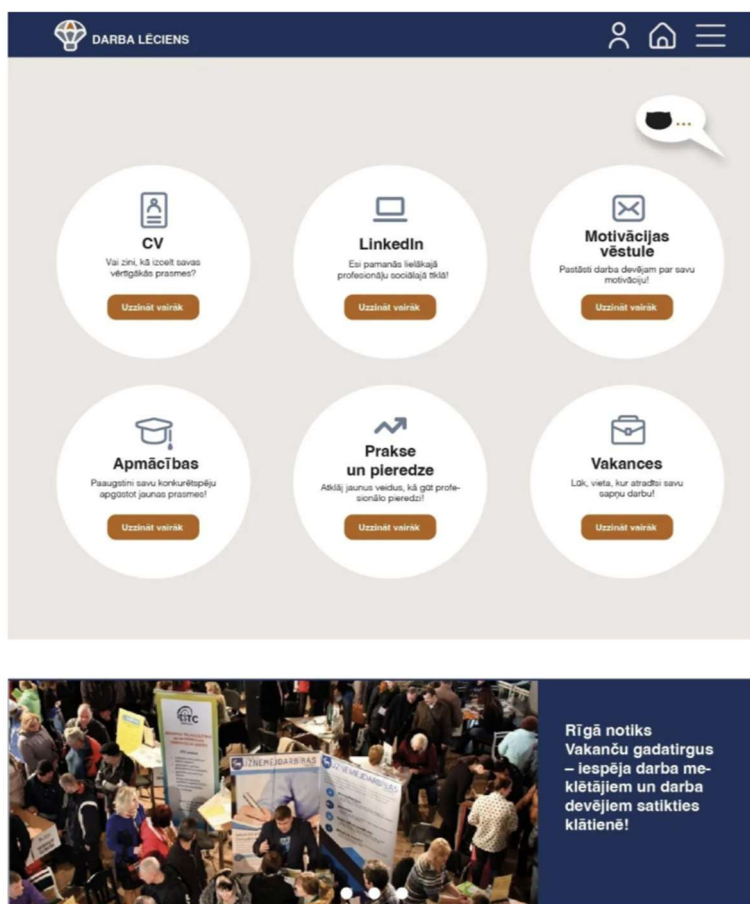 DARBA LĒCIENS
...
CV
Vai zini, kā izcelt savas
vērtīgākās prasmes?
Uzzināt vairāk
LinkedIn
Esi pamanās lielākajā
profesionāļu sociālajā tīklā!
Uzzināt vairāk
Motivācijas
vēstule
Pastāsti darba devējam par savu
motivāciju!
Uzzināt vairāk
Apmācības
Paaugstini savu konkurētspēju
apgūstot jaunas prasmes!
Uzzināt vairāk
Prakse
un pieredze
Atklāj jaunus veidus, kā gūt profe-
sionālo pieredzi!
Uzzināt vairāk
Vakances
Lūk, vieta, kur atradīsi savu
sapņu darbu!
Uzzināt vairāk
ESTC
UZŅĒMĒJDARBĪBAS
UZŅĒMĒJDARBĪBAS
Rīgā notiks
Vakanču gadatirgus
– iespēja darba me-
klētājiem un darba
devējiem satikties
klātienē!